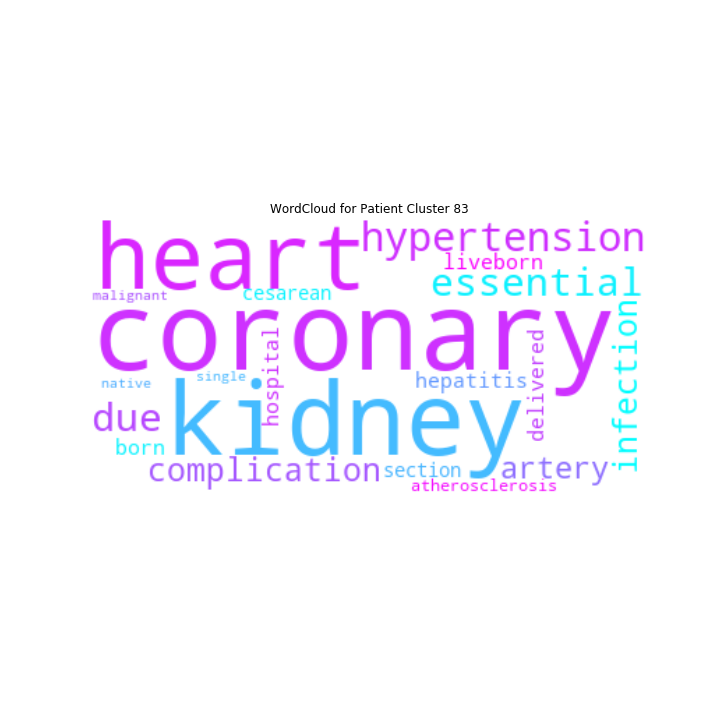 WordCloud for Patient Cluster 83
heart
hypertension
liveborn
essential
malignant
cesarean
coronary
infection
hospital
delivered
native
single
hepatitis
kidney
due
born
complication
section
artery
atherosclerosis